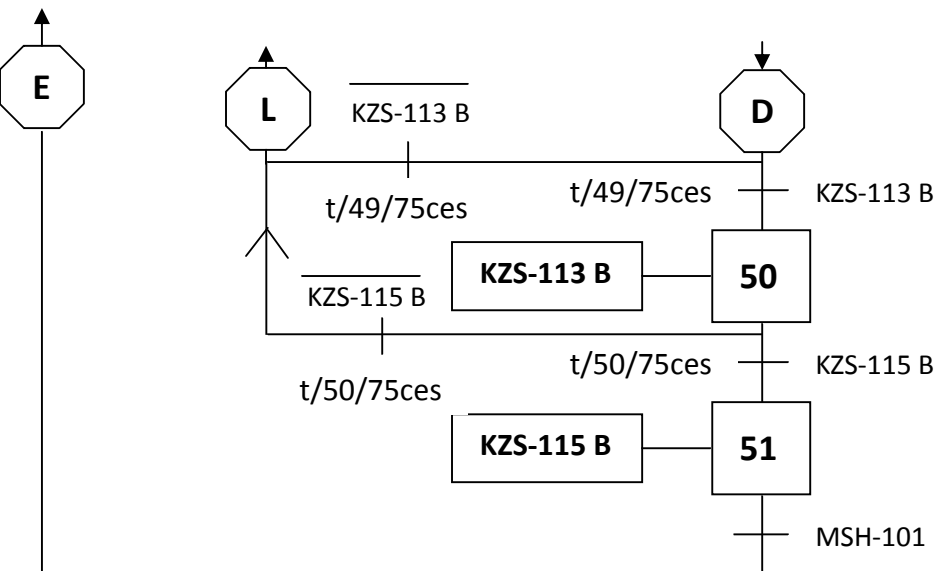 E
L
D
KZS-113 B
t/49/75ces
t/49/75ces
KZS-113 B
KZS-113 B
50
KZS-115 B
t/50/75ces
t/50/75ces
KZS-115 B
KZS-115 B
51
MSH-101